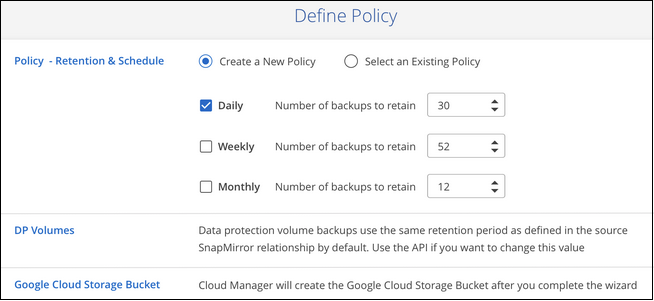 Define Policy
Policy - Retention & Schedule
Create a New Policy
Select an Existing Policy
Daily
Number of backups to retain
30
Weekly
Number of backups to retain
52
Monthly
Number of backups to retain
12
DP Volumes
Data protection volume backups use the same retention period as defined in the source
SnapMirror relationship by default. Use the API if you want to change this value
Google Cloud Storage Bucket
Cloud Manager will create the Google Cloud Storage Bucket after you complete the wizard